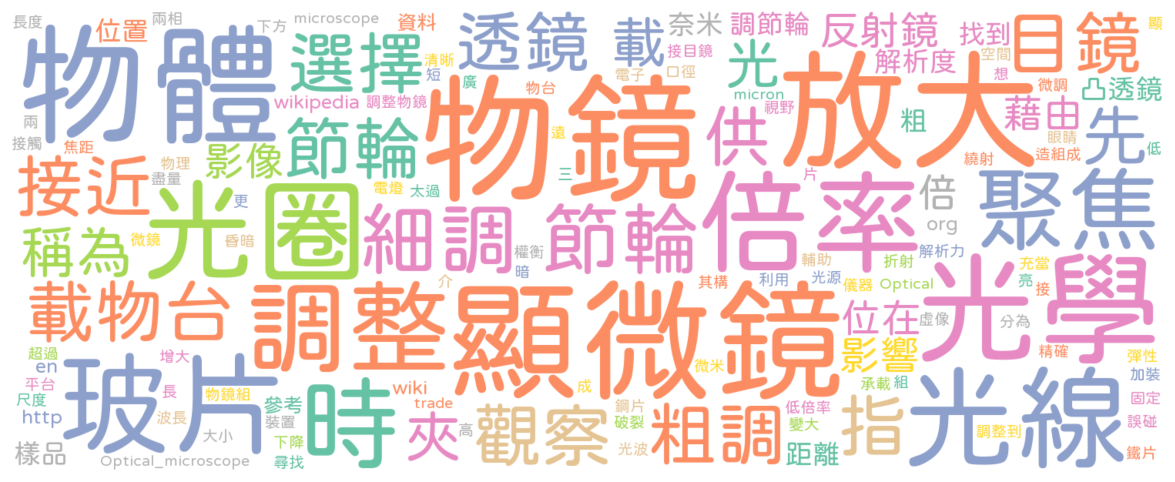 長度 兩相 下方 microscope 資料 透鏡 載 奈米 調節輪 反射鏡 找到 目鏡 顯
位置 選擇 清晰 接目鏡 光 解析度 空間
物體 短 廣 電子 口徑 想 微調 凸透鏡
wikipedia 調整物鏡 物台 micron 視野 放大 藉由
兩 節輪 物鏡 遠 供 粗 眼睛 先
接觸 焦距 影像 繞射 造組成 低
接近 物理 盡量 電燈 太過 三 片 倍 聚焦
光圈 更 細調 節輪 倍率 org
稱為 微鏡 昏暗 權衡 暗 其構 利用 輔助 光源 折射 解析力 充當
介 儀器 Optical 亮 接 光學
載物台 調整 顯微鏡 位在 虛像 分為
超過 增大 微米 影響 精確 彈性
en 玻片 平台 長 物鏡組 時 wiki 成 承載 組 加裝
尺度 參考 trade 鋼片 低倍率 指 光線 固定
http 波長 裝置 夾 高 觀察 破裂 粗調 變大 誤碰
樣品 大小 下降 光波 距離 調整到 鐵片
Optical_microscope 尋找